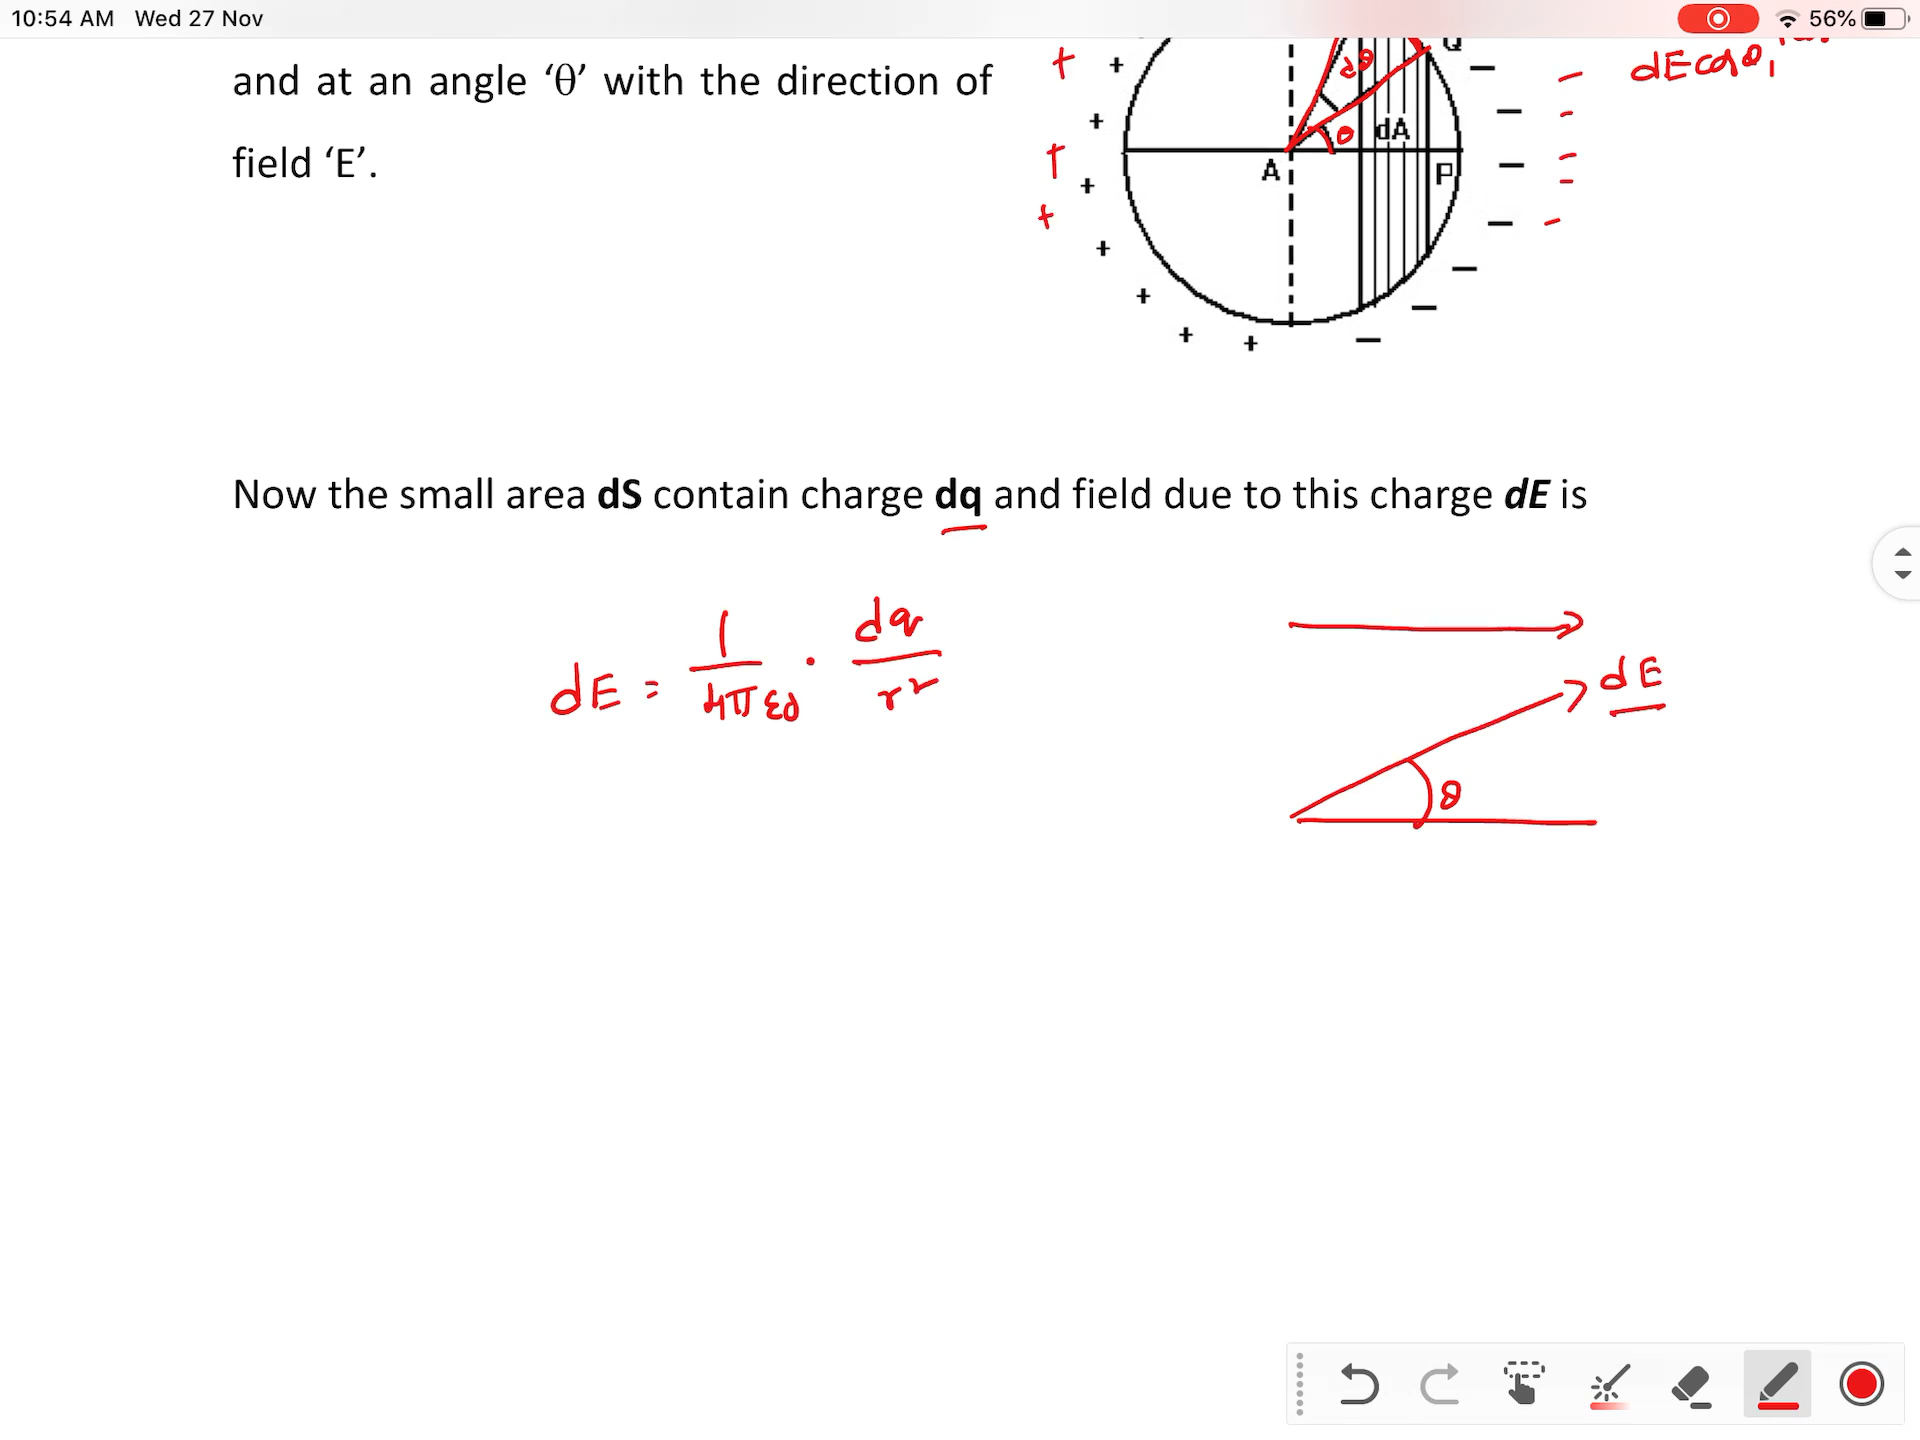 10:54 AM Wed 27 Nov 56%
and at an angle ‘θ’ with the direction of
field ‘E’.
dθ Q dE cosθ,
θ dA
A P
Now the small area dS contain charge dq and field due to this charge dE is
dE = 1/4πε0 · dq/r²
dE
θ